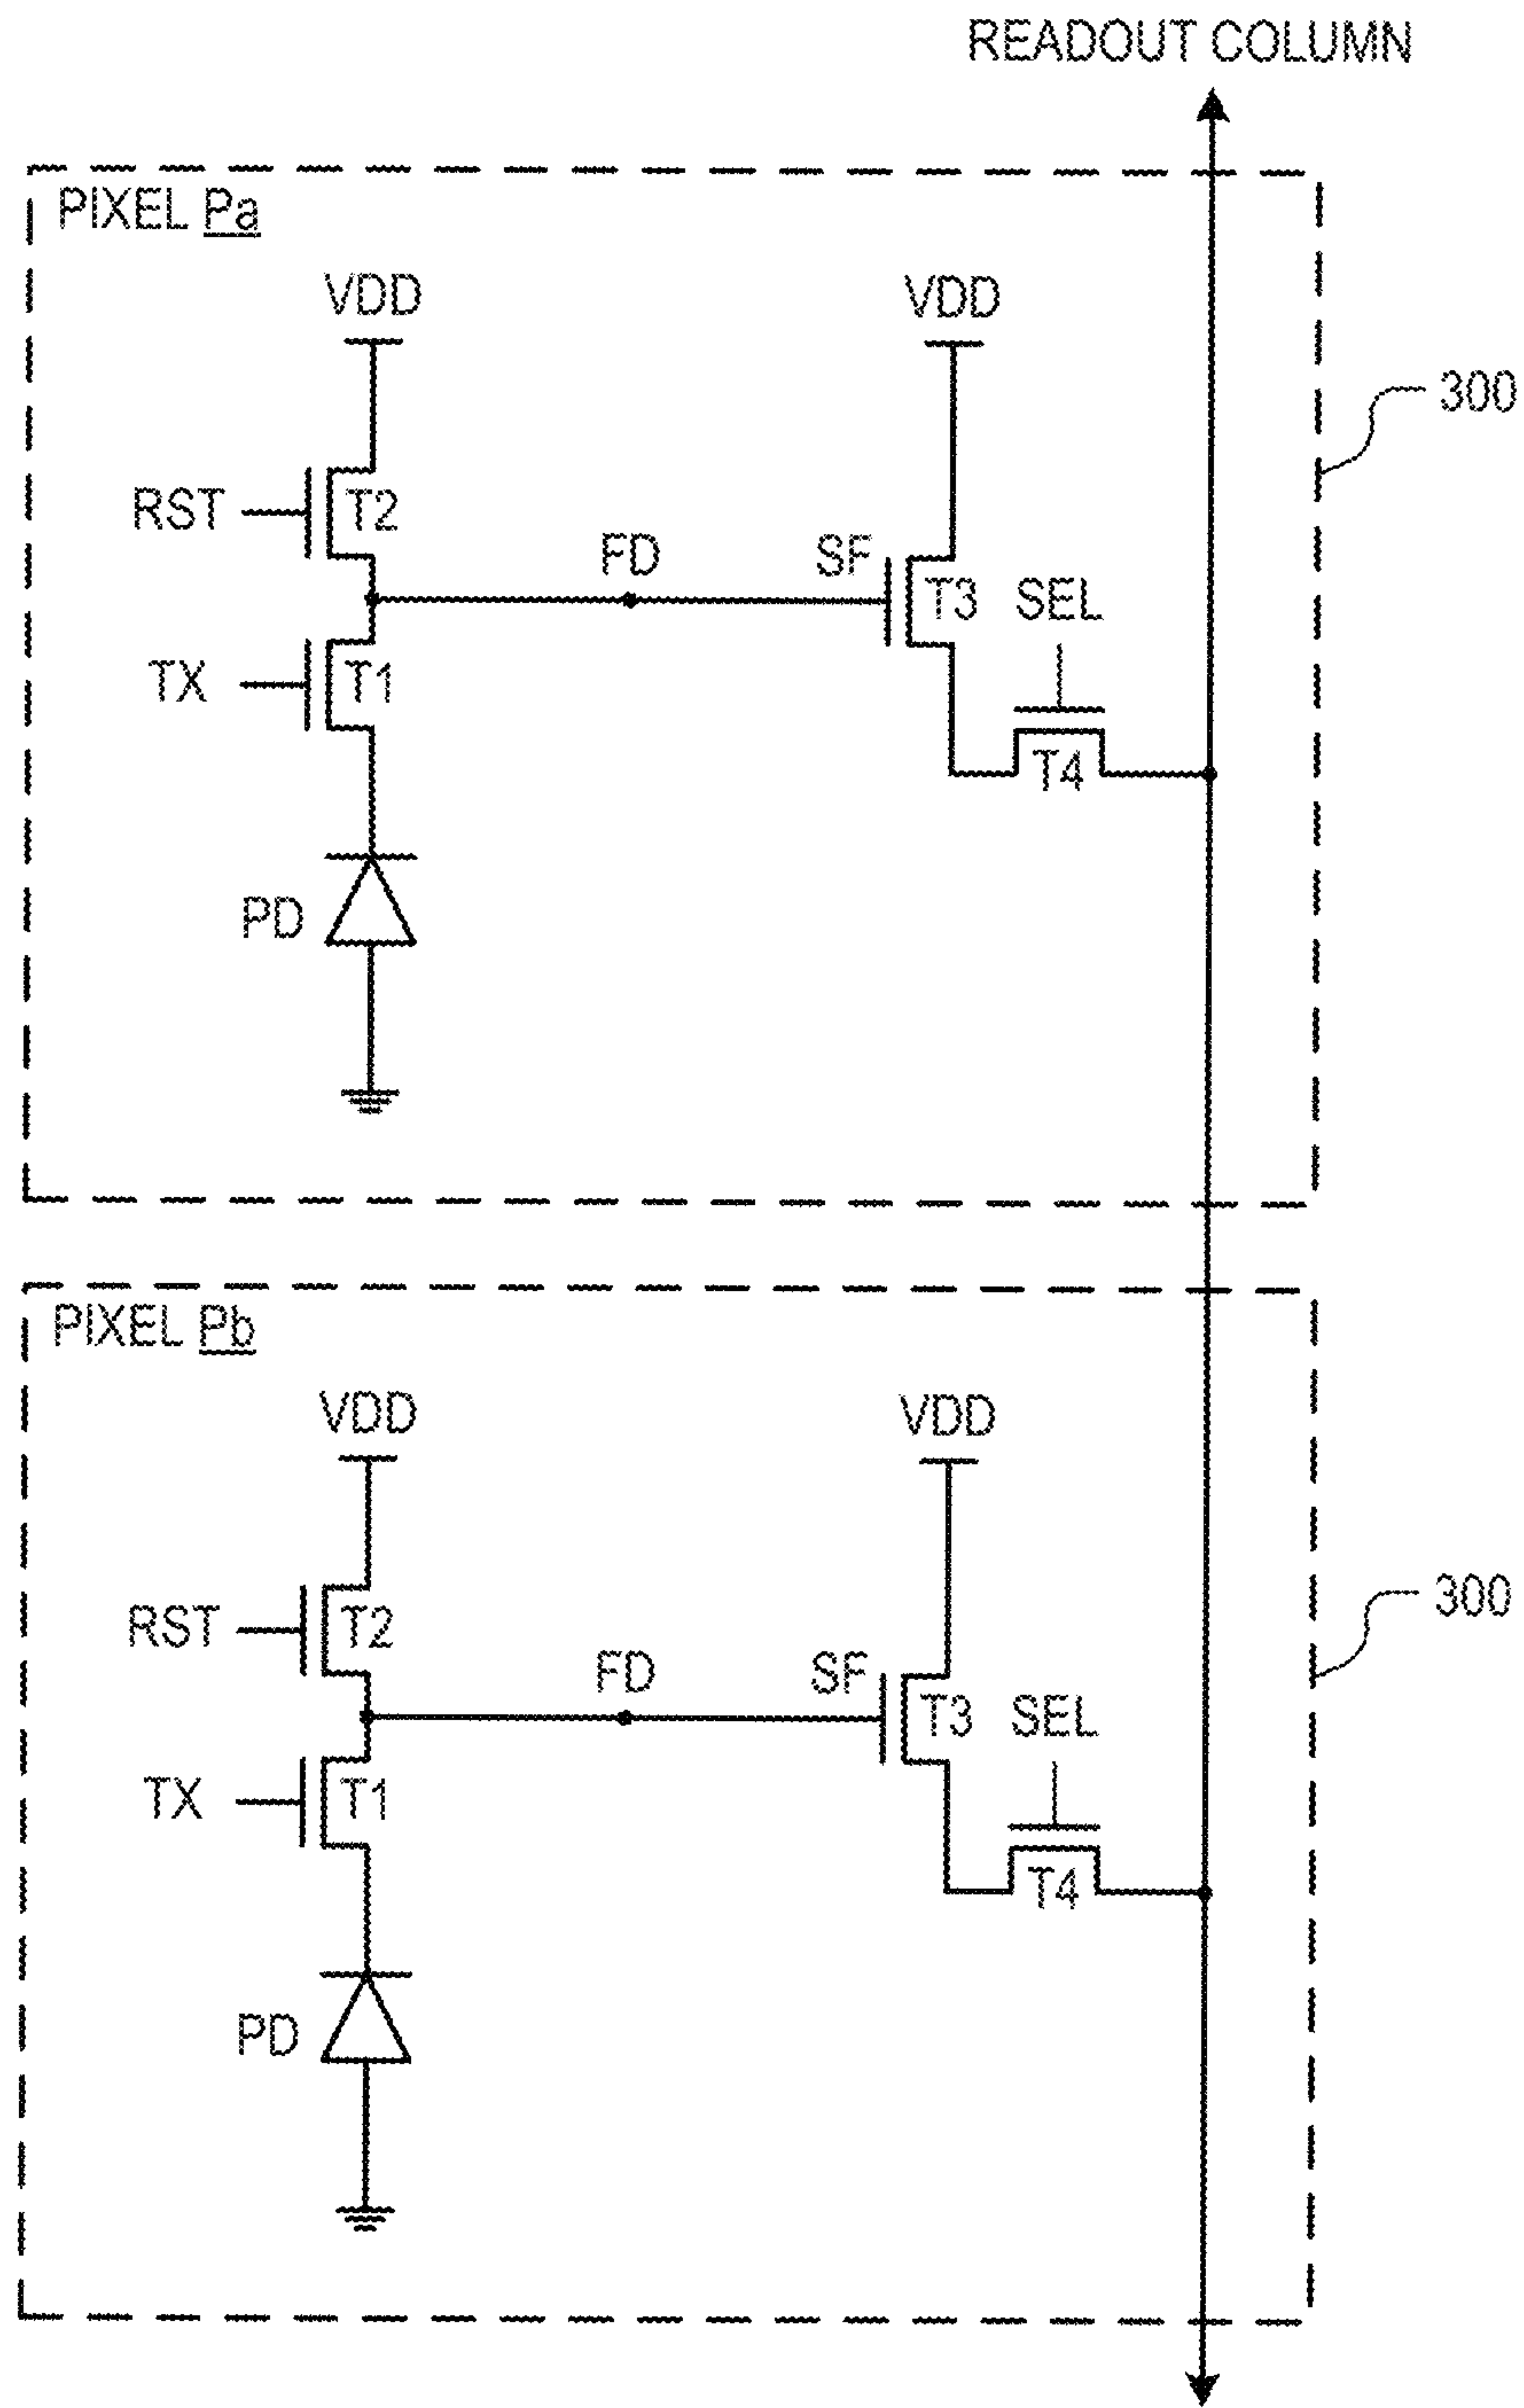 READOUT COLUMN
PIXEL Pa
VDD
VDD
300
RST
T2
FD
SF
T3
SEL
TX
T1
T4
PD
PIXEL Pb
VDD
VDD
300
RST
T2
FD
SF
T3
SEL
TX
T1
T4
PD